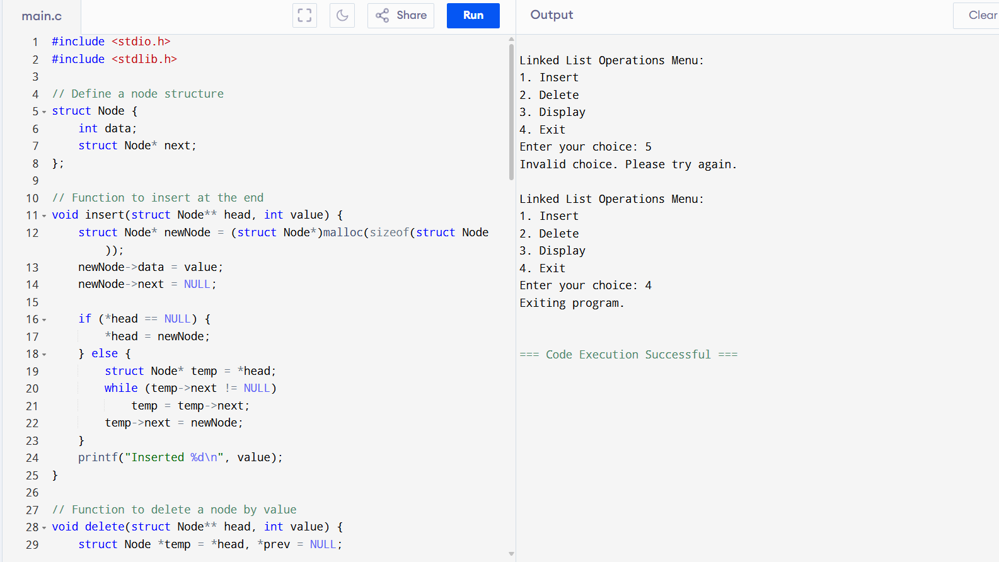 main.c
Share
Run
Output
Clear
1 #include <stdio.h>
2 #include <stdlib.h>
3
4 // Define a node structure
5 struct Node {
6     int data;
7     struct Node* next;
8 };
9
10 // Function to insert at the end
11 void insert(struct Node** head, int value) {
12     struct Node* newNode = (struct Node*)malloc(sizeof(struct Node
        ));
13     newNode->data = value;
14     newNode->next = NULL;
15
16     if (*head == NULL) {
17         *head = newNode;
18     } else {
19         struct Node* temp = *head;
20         while (temp->next != NULL)
21             temp = temp->next;
22         temp->next = newNode;
23     }
24     printf("Inserted %d\n", value);
25 }
26
27 // Function to delete a node by value
28 void delete(struct Node** head, int value) {
29     struct Node *temp = *head, *prev = NULL;
Linked List Operations Menu:
1. Insert
2. Delete
3. Display
4. Exit
Enter your choice: 5
Invalid choice. Please try again.
Linked List Operations Menu:
1. Insert
2. Delete
3. Display
4. Exit
Enter your choice: 4
Exiting program.
=== Code Execution Successful ===